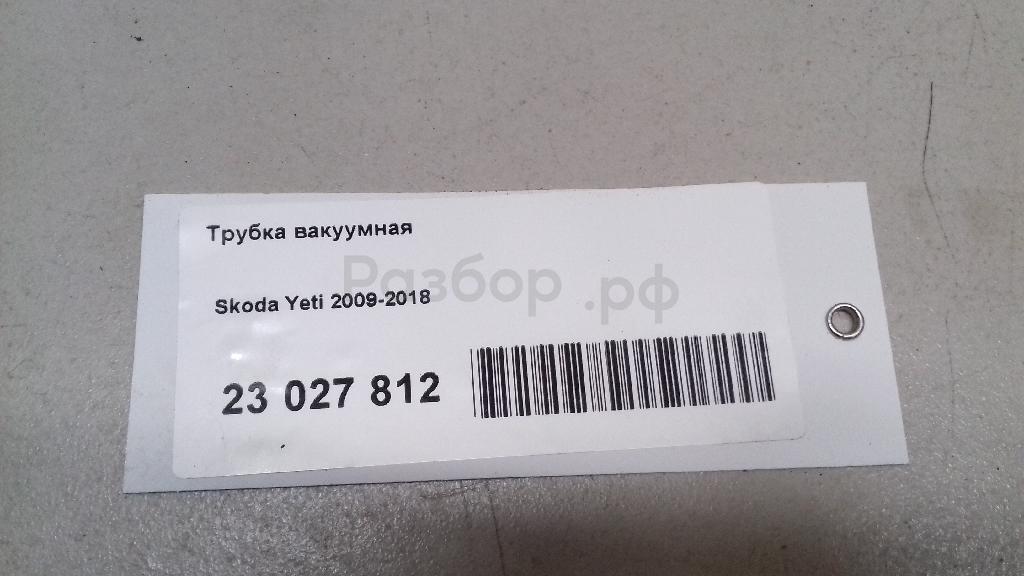 Трубка вакуумная
Разбор.рф
Skoda Yeti 2009-2018
23 027 812